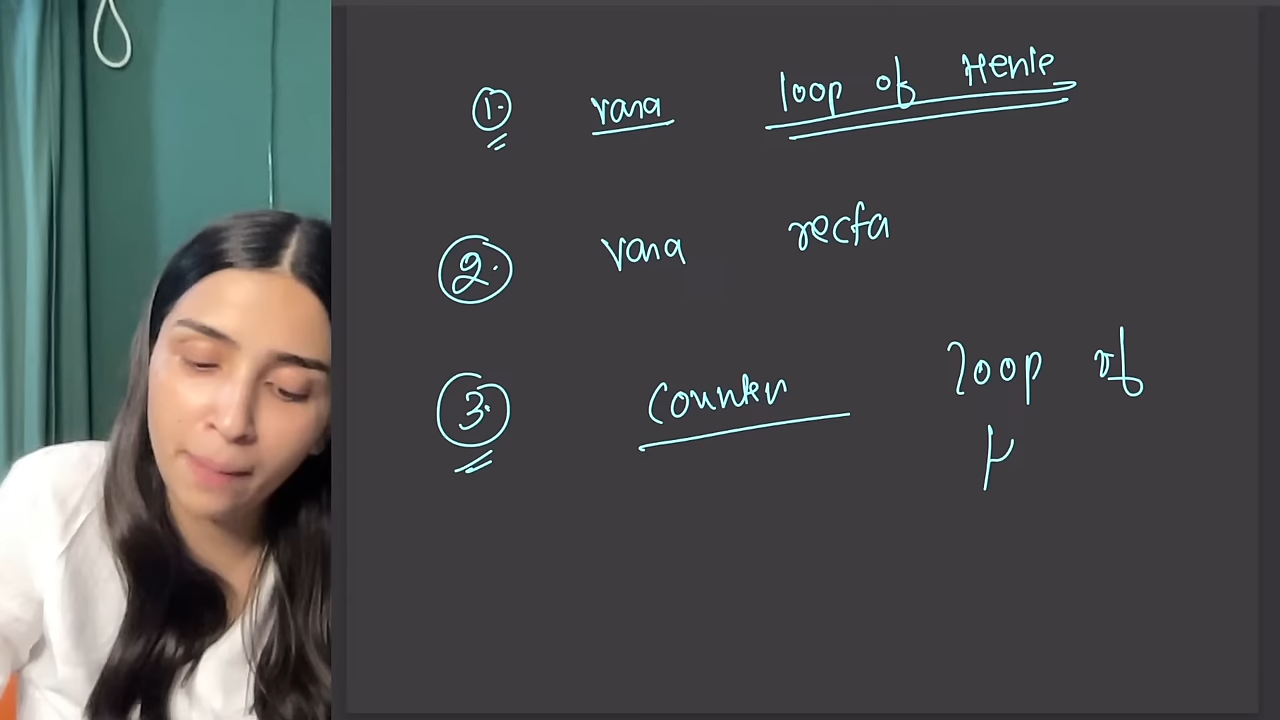 1. vasa loop of Henle
2. vasa recta
3. Counter loop of
H